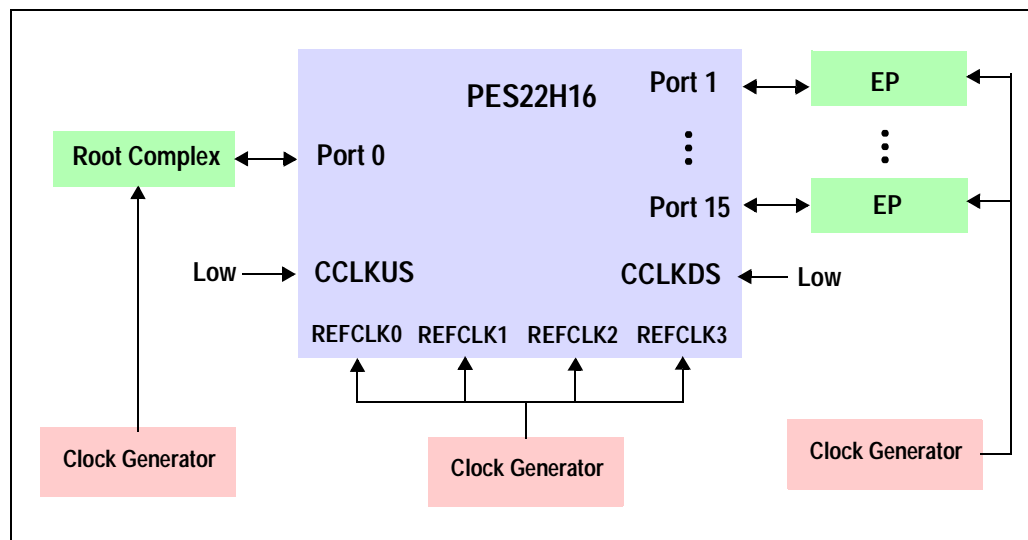 PES22H16
Port 1
EP
Root Complex
Port 0
Port 15
EP
Low
CCLKUS
CCLKDS
Low
REFCLK0
REFCLK1
REFCLK2
REFCLK3
Clock Generator
Clock Generator
Clock Generator